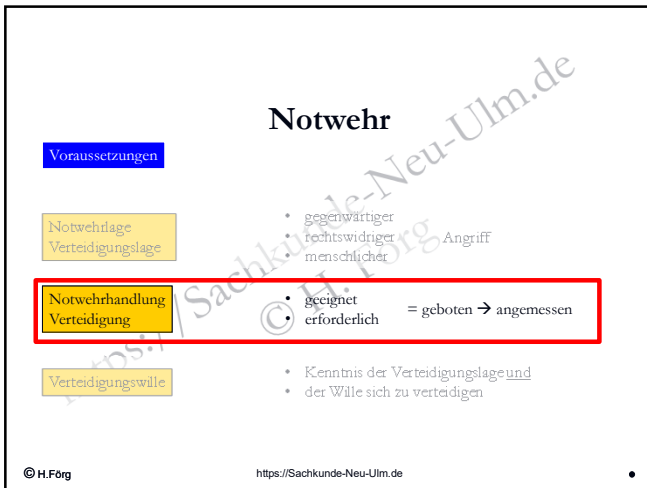 Notwehr
Voraussetzungen
Notwehrlage
Verteidigungslage
• gegenwärtiger
• rechtswidriger
• menschlicher
Angriff
Notwehrhandlung
Verteidigung
• geeignet
• erforderlich
= geboten → angemessen
Verteidigungswille
• Kenntnis der Verteidigungslage und
• der Wille sich zu verteidigen
https://Sachkunde-Neu-Ulm.de
© H. Förg
© H.Förg
https://Sachkunde-Neu-Ulm.de